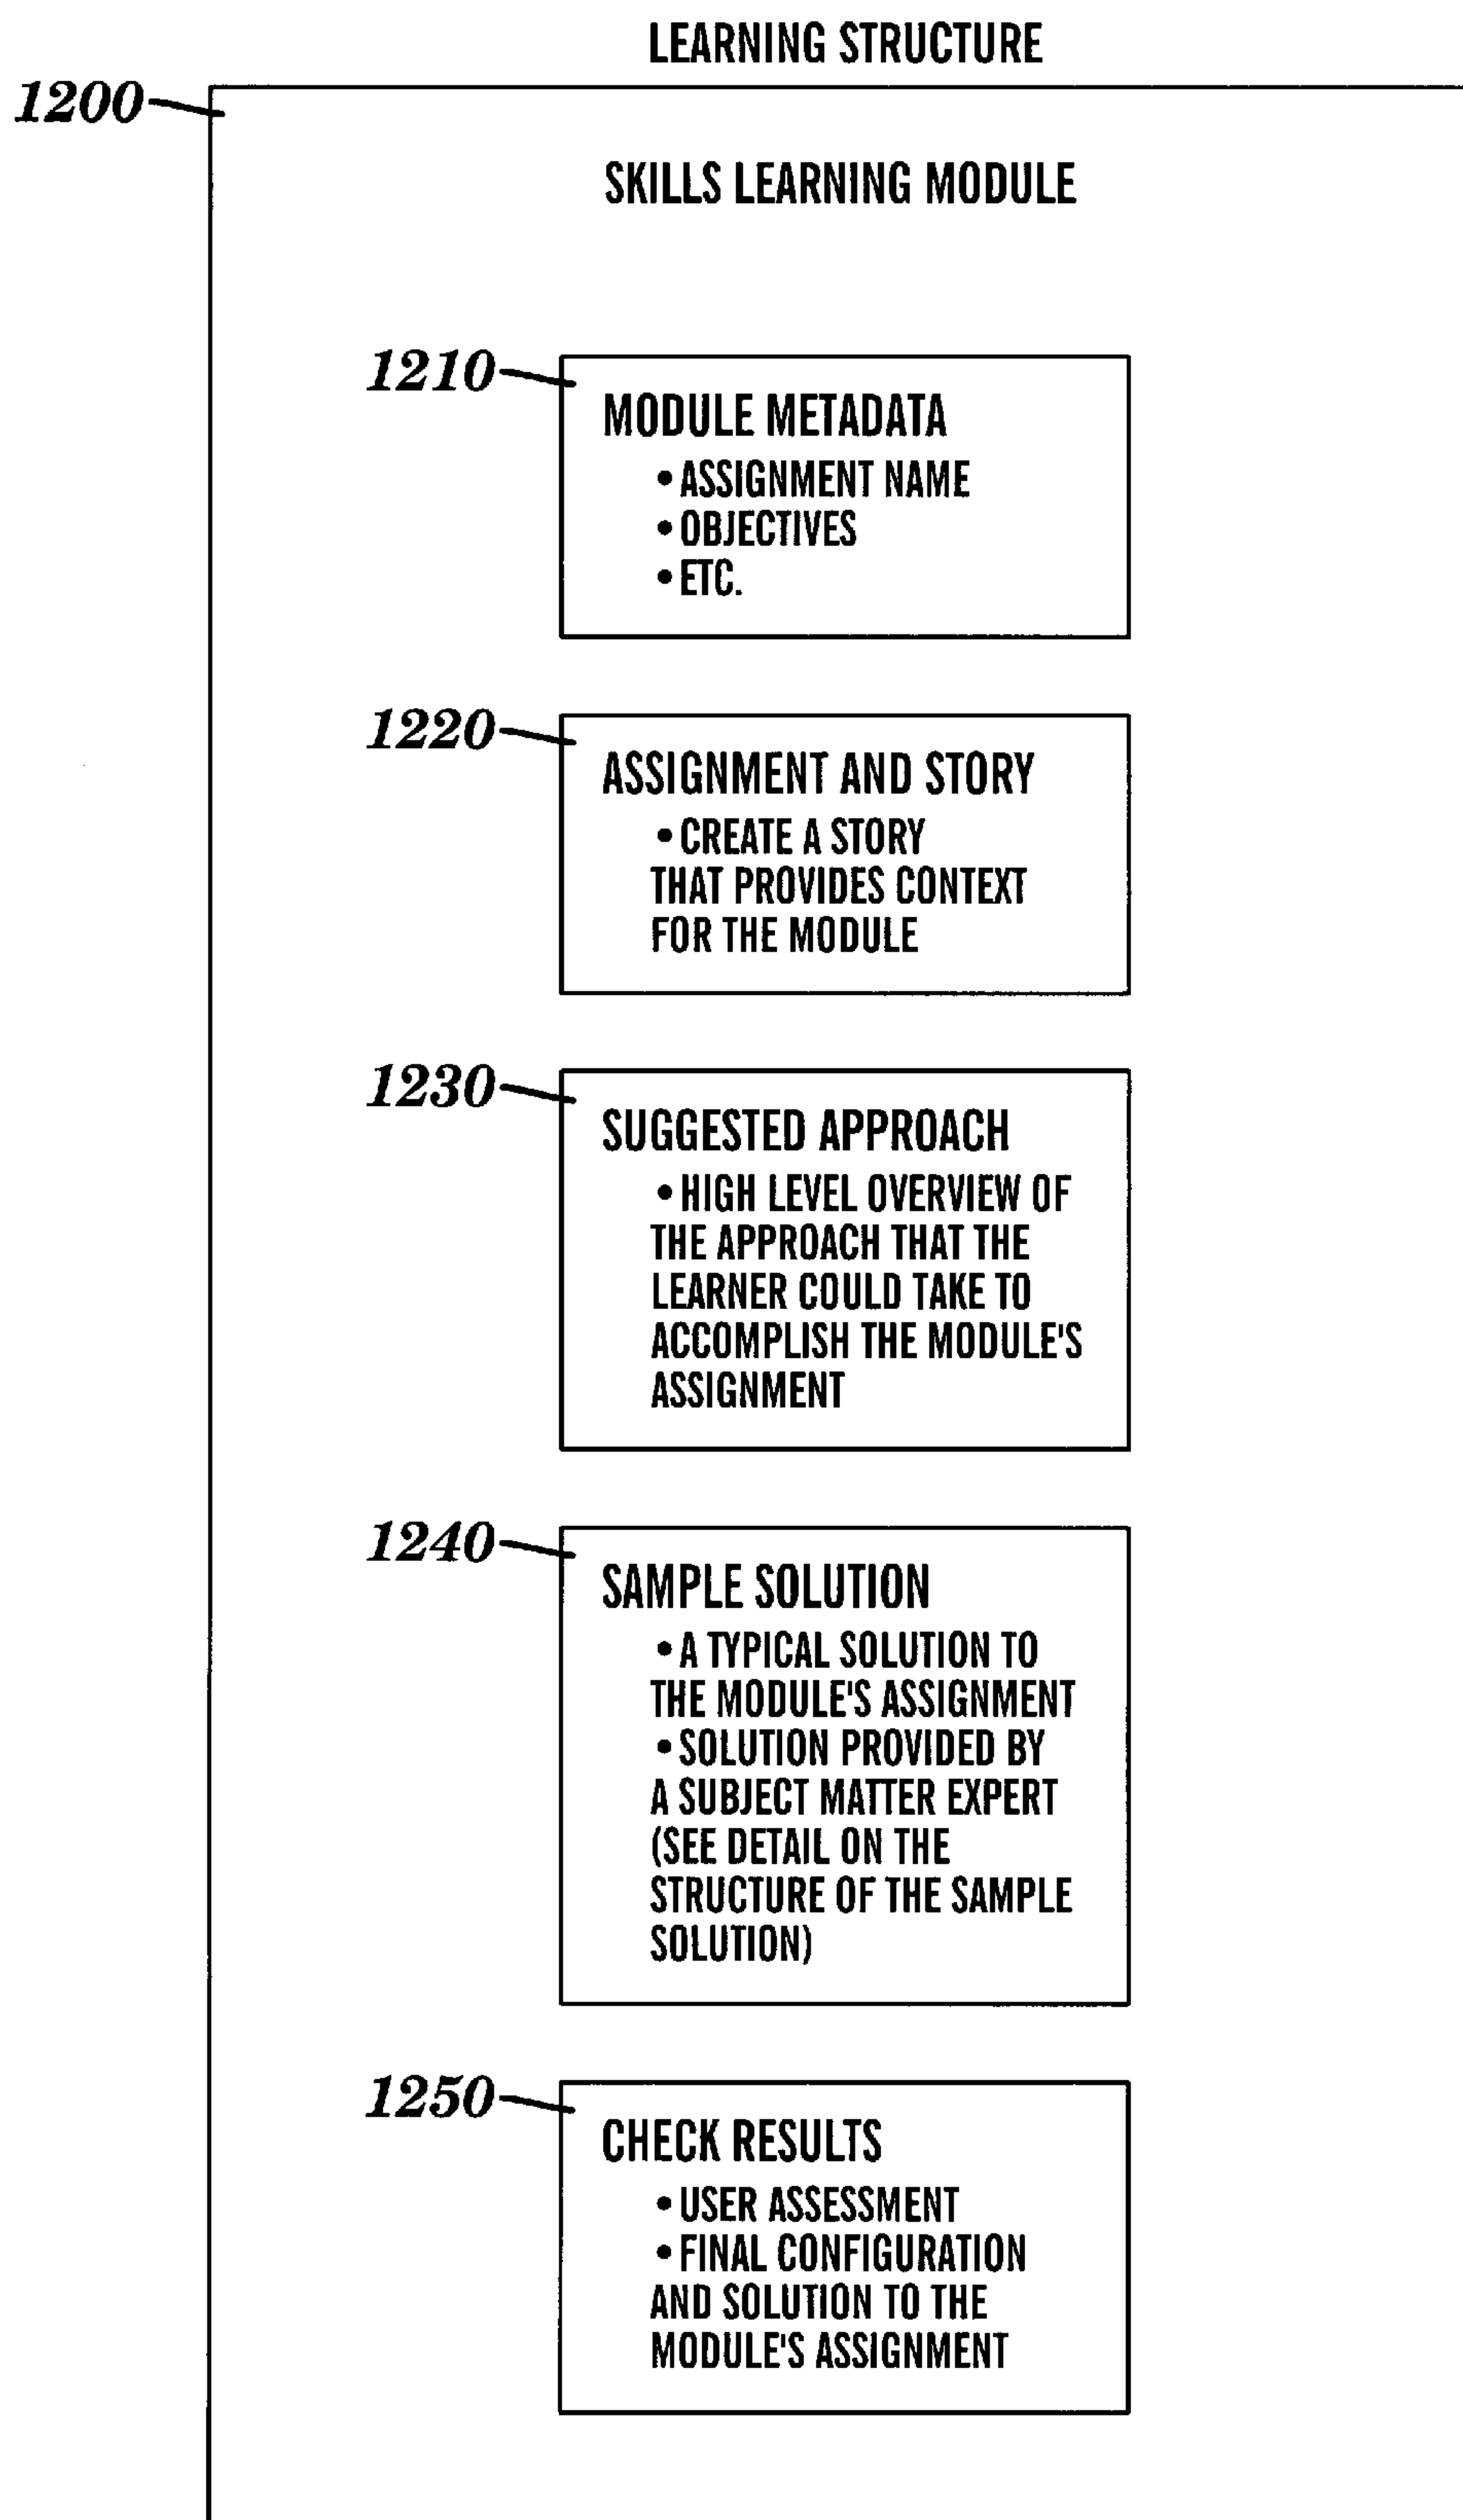 LEARNING STRUCTURE
1200
SKILLS LEARNING MODULE
1210
MODULE METADATA
• ASSIGNMENT NAME
• OBJECTIVES
• ETC.
1220
ASSIGNMENT AND STORY
• CREATE A STORY
THAT PROVIDES CONTEXT
FOR THE MODULE
1230
SUGGESTED APPROACH
• HIGH LEVEL OVERVIEW OF
THE APPROACH THAT THE
LEARNER COULD TAKE TO
ACCOMPLISH THE MODULE'S
ASSIGNMENT
1240
SAMPLE SOLUTION
• A TYPICAL SOLUTION TO
THE MODULE'S ASSIGNMENT
• SOLUTION PROVIDED BY
A SUBJECT MATTER EXPERT
(SEE DETAIL ON THE
STRUCTURE OF THE SAMPLE
SOLUTION)
1250
CHECK RESULTS
• USER ASSESSMENT
• FINAL CONFIGURATION
AND SOLUTION TO THE
MODULE'S ASSIGNMENT